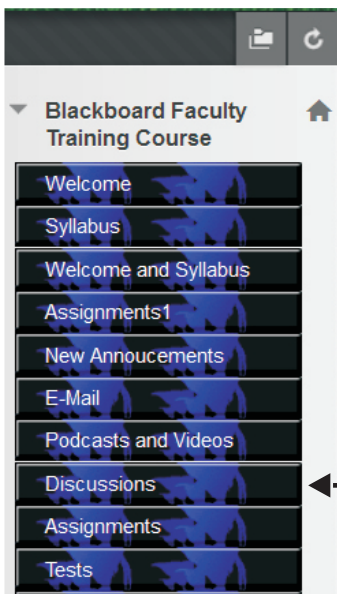 Blackboard Faculty
Training Course
Welcome
Syllabus
Welcome and Syllabus
Assignments1
New Annoucements
E-Mail
Podcasts and Videos
Discussions
Assignments
Tests